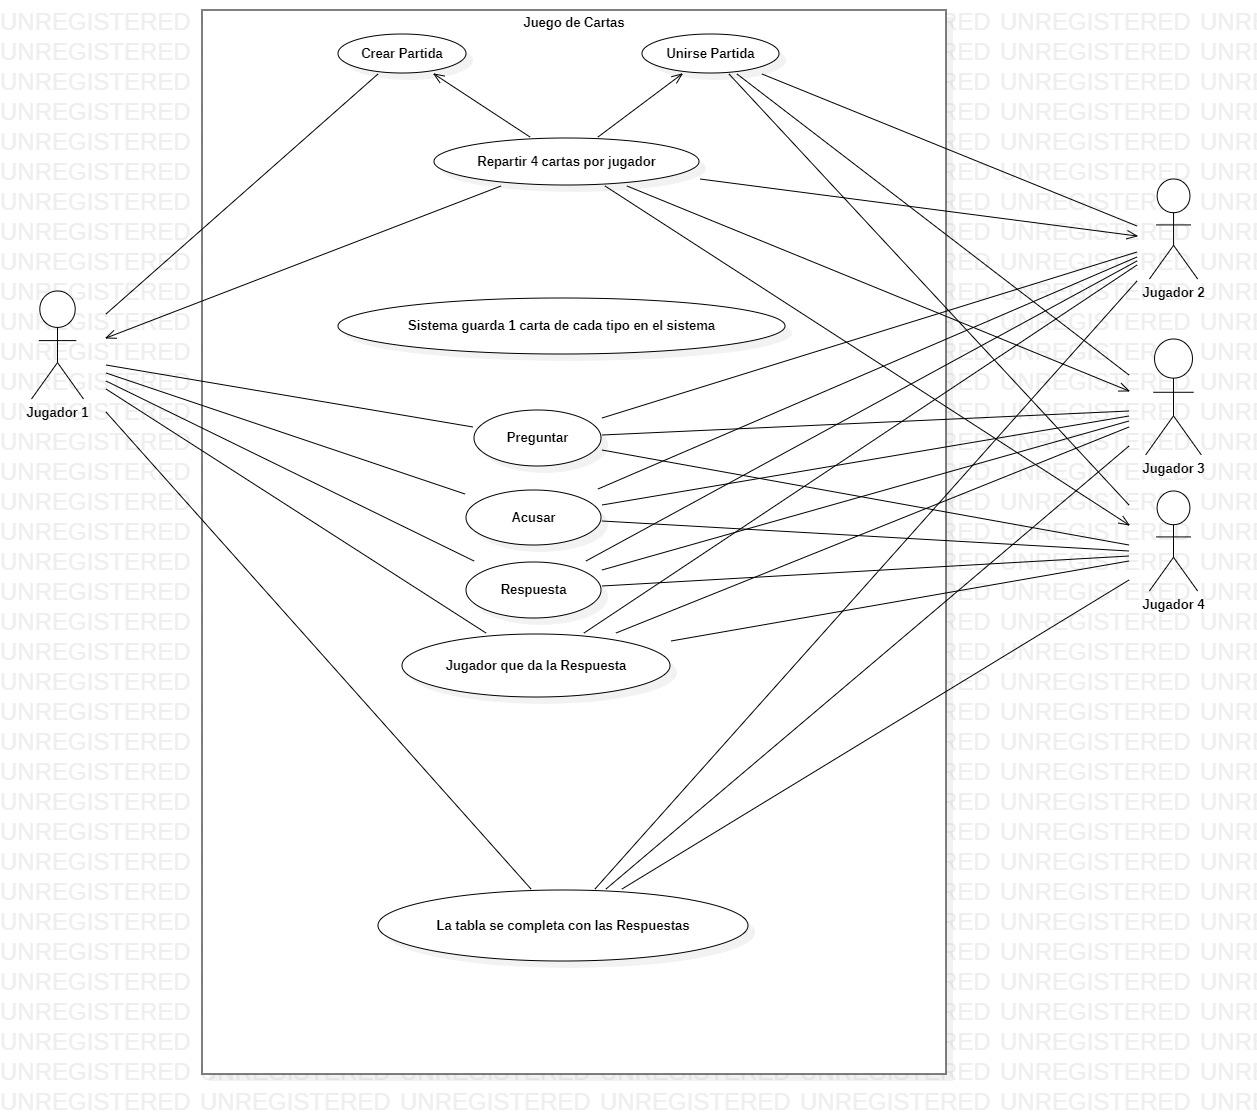 Juego de Cartas
Crear Partida
Unirse Partida
Repartir 4 cartas por jugador
Jugador 2
Sistema guarda 1 carta de cada tipo en el sistema
Jugador 1
Preguntar
Jugador 3
Acusar
Respuesta
Jugador 4
Jugador que da la Respuesta
La tabla se completa con las Respuestas
UNREGISTERED UNREGISTERED UNREGISTERED UNREGISTERED UNREGISTERED UNREGISTERED UNRE